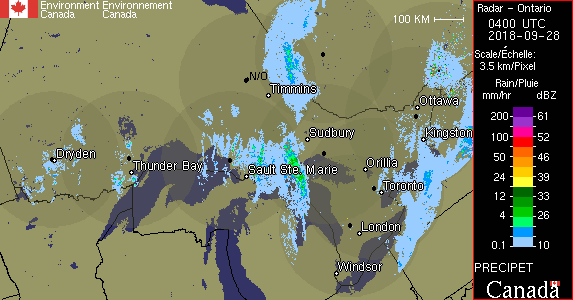 Environment Environnement
Canada Canada
100 KM
N/O
Timmins
Ottawa
Sudbury
Kingston
Dryden
Thunder Bay
Sault Ste. Marie
Orillia
Toronto
London
Windsor
Radar - Ontario
0400 UTC
2018-09-28
Scale/Échelle:
3.5 km/Pixel
Rain/Pluie
mm/hr dBZ
200 61
100 52
50 46
24 39
12 33
4 26
0.1 10
PRECIPET
Canada